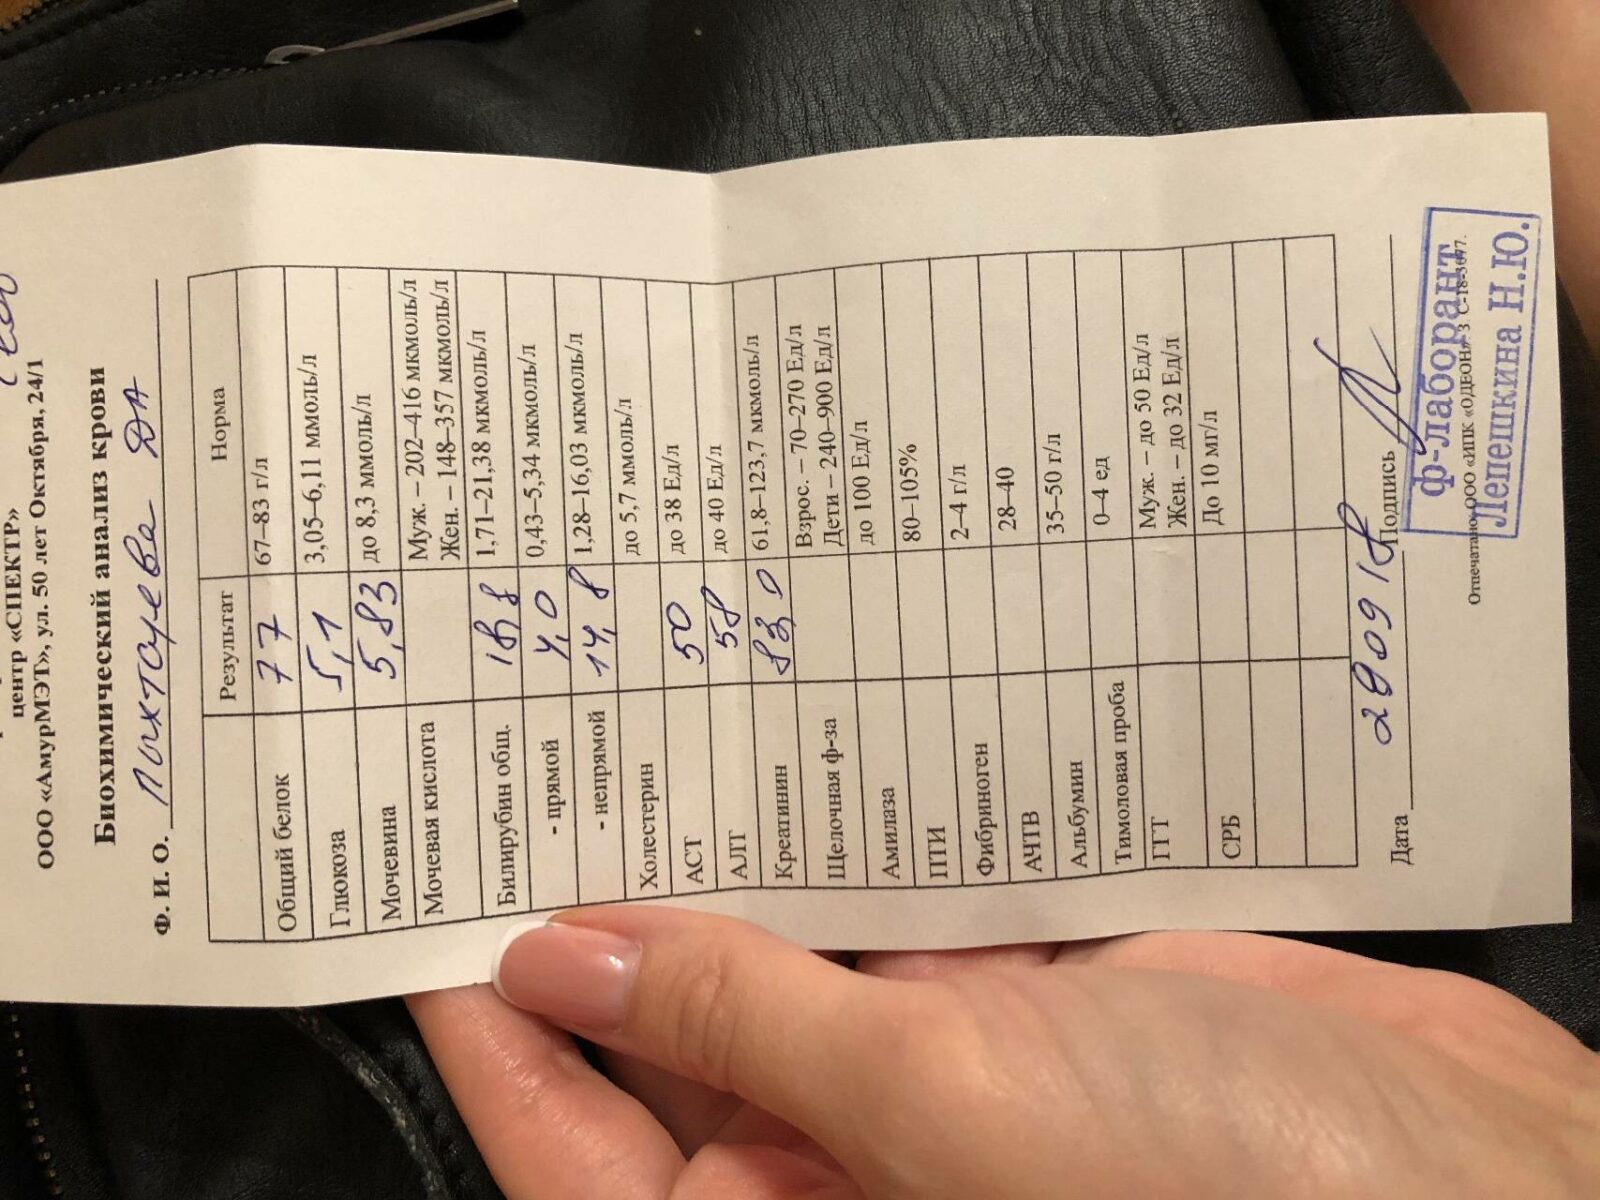 центр «СПЕКТР»
ООО «АмурМЭТ», ул. 50 лет Октября, 24/1
Биохимический анализ крови
Ф. И. О. ДА
Результат Норма
Общий белок 77 67–83 г/л
Глюкоза 5,1 3,05–6,11 ммоль/л
Мочевина 5,83 до 8,3 ммоль/л
Мочевая кислота Муж. – 202–416 мкмоль/л
Жен. – 148–357 мкмоль/л
Билирубин общ. 18,8 1,71–21,38 мкмоль/л
- прямой 4,0 0,43–5,34 мкмоль/л
- непрямой 14,8 1,28–16,03 мкмоль/л
Холестерин до 5,7 ммоль/л
АСТ 50 до 38 Ед/л
АЛТ 58 до 40 Ед/л
Креатинин 83,0 61,8–123,7 мкмоль/л
Щелочная ф-за Взрос. – 70–270 Ед/л
Дети – 240–900 Ед/л
Амилаза до 100 Ед/л
ПТИ 80–105%
Фибриноген 2–4 г/л
АЧТВ 28–40
Альбумин 35–50 г/л
Тимоловая проба 0–4 ед
ГГТ Муж. – до 50 Ед/л
Жен. – до 32 Ед/л
СРБ До 10 мг/л
Дата 2909 18 Подпись
ф-лаборант
Лепешкина Н.Ю.
Отпечатано ООО «ИПК «ОДЕОН»